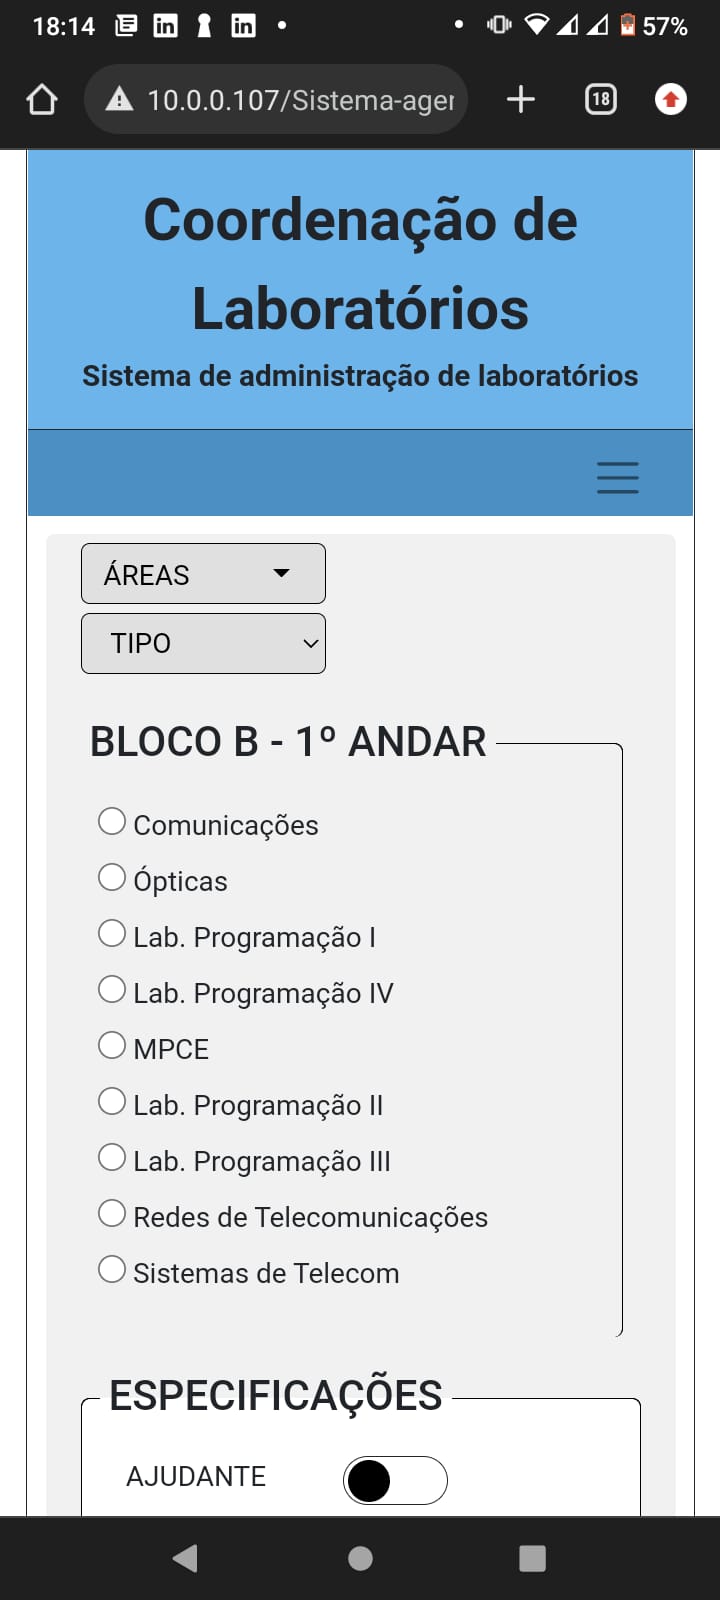 18:14
57%
10.0.0.107/Sistema-ager
18
Coordenação de
Laboratórios
Sistema de administração de laboratórios
ÁREAS
TIPO
BLOCO B - 1º ANDAR
Comunicações
Ópticas
Lab. Programação I
Lab. Programação IV
MPCE
Lab. Programação II
Lab. Programação III
Redes de Telecomunicações
Sistemas de Telecom
ESPECIFICAÇÕES
AJUDANTE